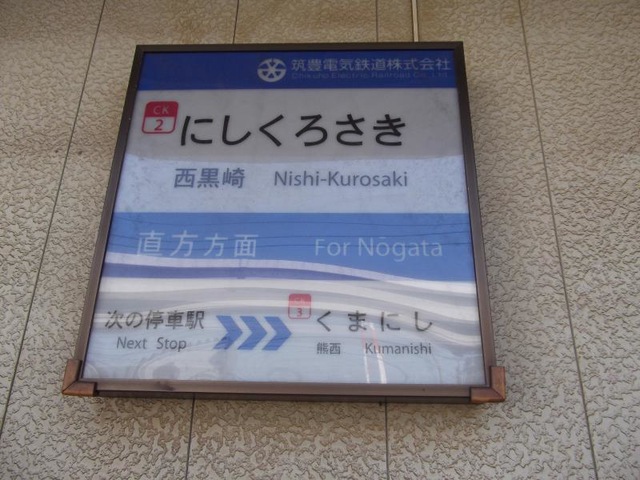 筑豊電気鉄道株式会社
Chikuho Electric Railroad Co.,Ltd.
CK
2
にしくろさき
西黒崎 Nishi-Kurosaki
直方方面 For Nōgata
次の停車駅
Next Stop
CK
3
くまにし
熊西 Kumanishi